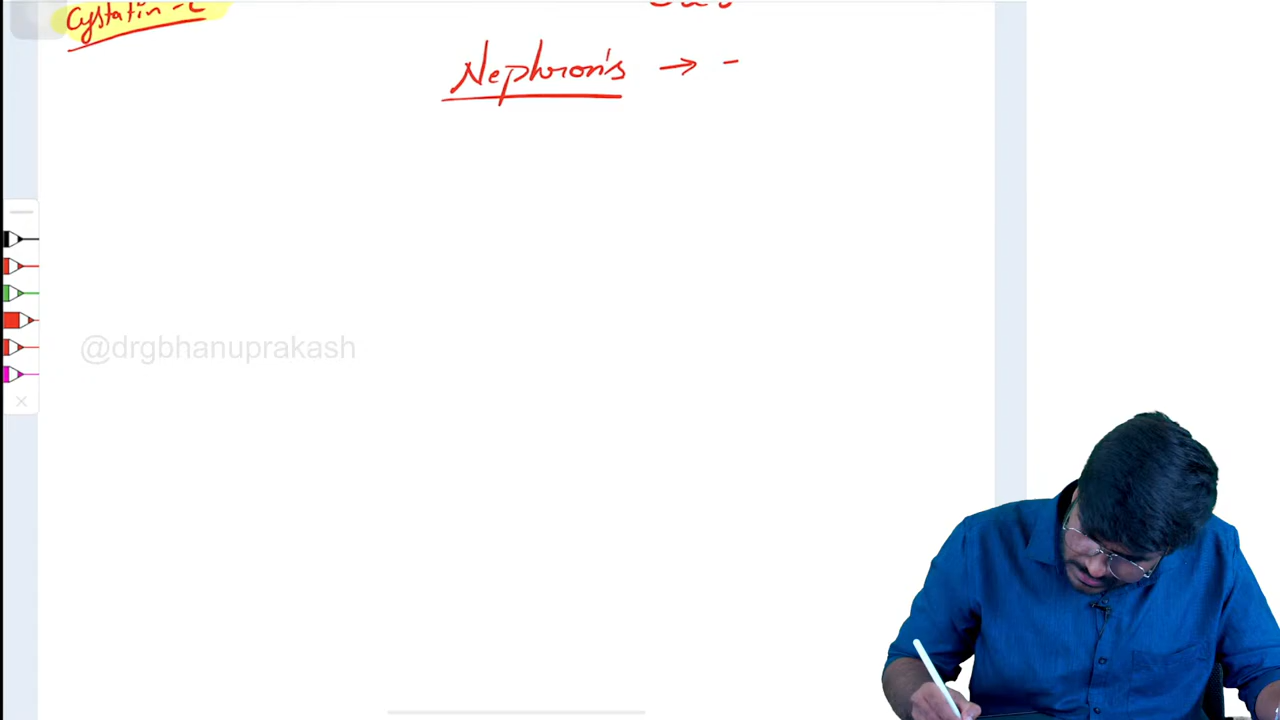 Cystatin-C
Nephron's → -
@drgbhanuprakash